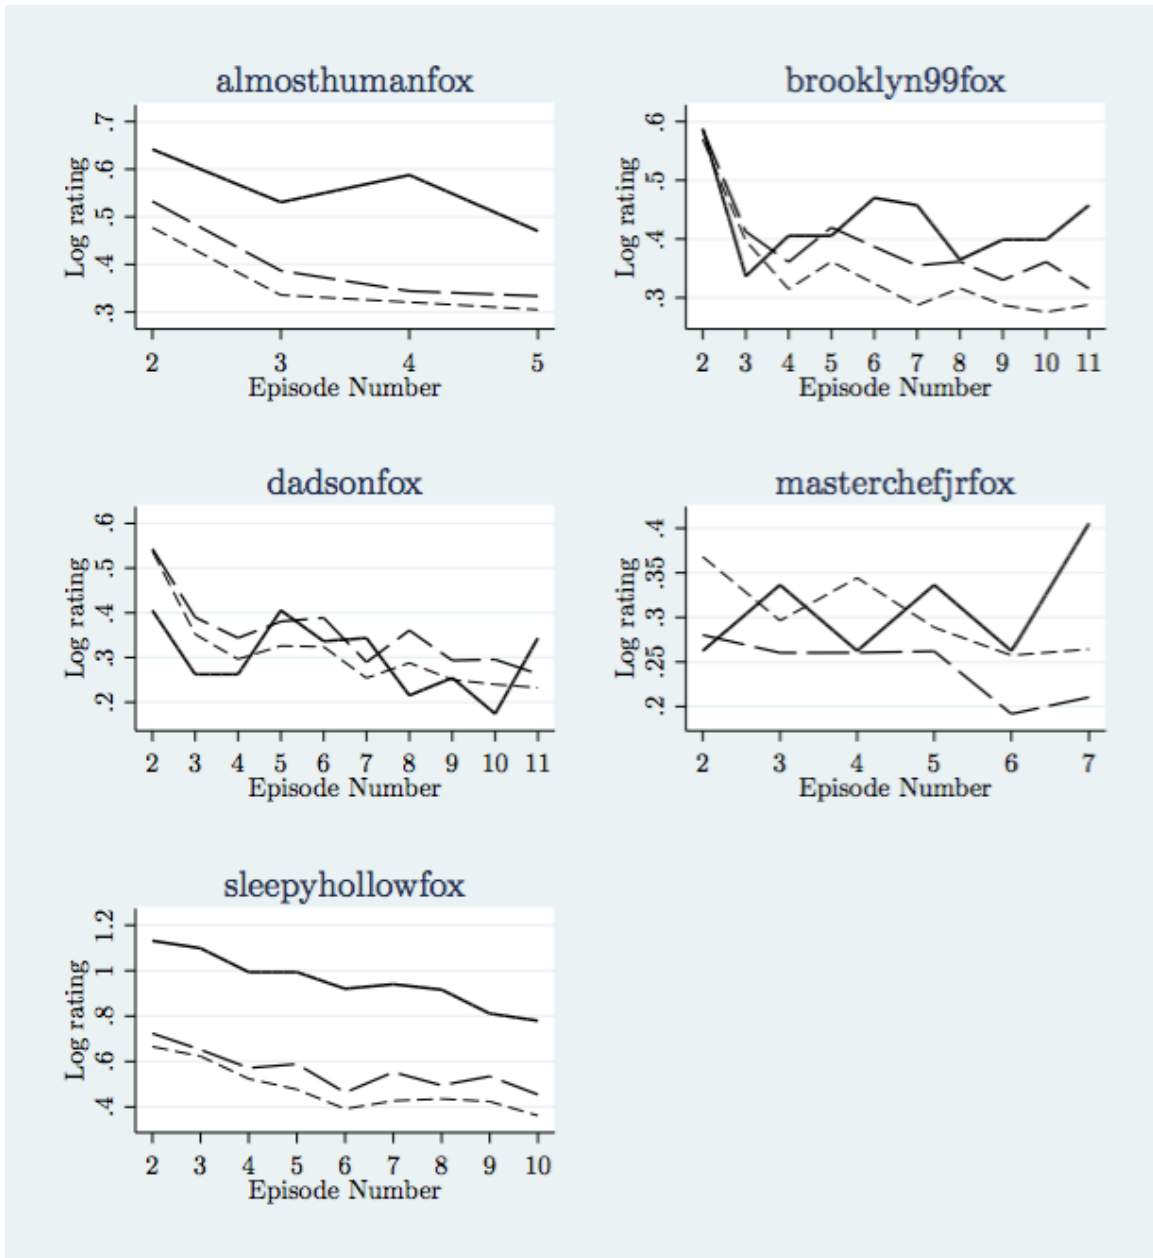 almosthumanfox
Log rating
.7
.6
.5
.4
.3
2 3 4 5
Episode Number
brooklyn99fox
Log rating
.6
.5
.4
.3
2 3 4 5 6 7 8 9 10 11
Episode Number
dadsonfox
Log rating
.6
.5
.4
.3
.2
2 3 4 5 6 7 8 9 10 11
Episode Number
masterchefjrfox
Log rating
.4
.35
.3
.25
.2
2 3 4 5 6 7
Episode Number
sleepyhollowfox
Log rating
1.2
1
.8
.6
.4
2 3 4 5 6 7 8 9 10
Episode Number